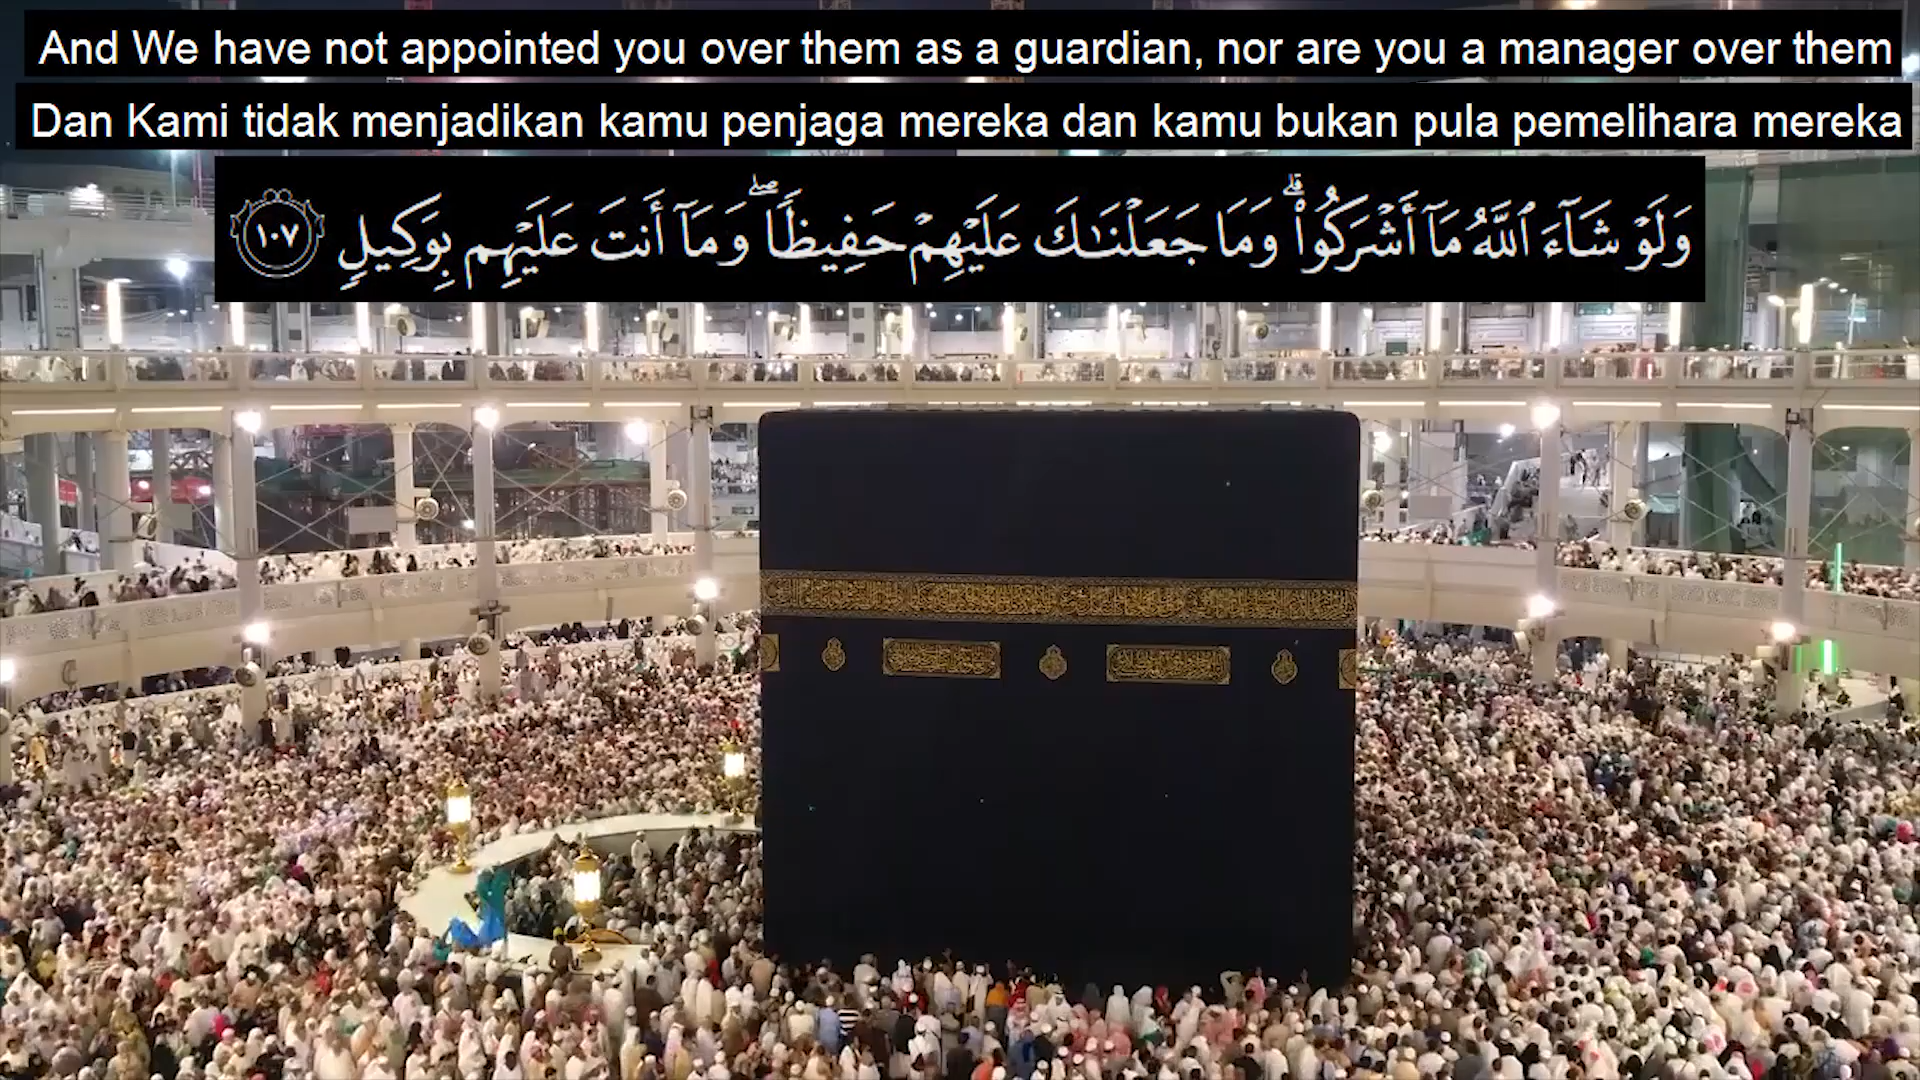 And We have not appointed you over them as a guardian, nor are you a manager over them
Dan Kami tidak menjadikan kamu penjaga mereka dan kamu bukan pula pemelihara mereka
وَلَوْ شَآءَ ٱللَّهُ مَآ أَشْرَكُوا۟ ۗ وَمَا جَعَلْنَـٰكَ عَلَيْهِمْ حَفِيظًا ۖ وَمَآ أَنتَ عَلَيْهِم بِوَكِيلٍ ١٠٧